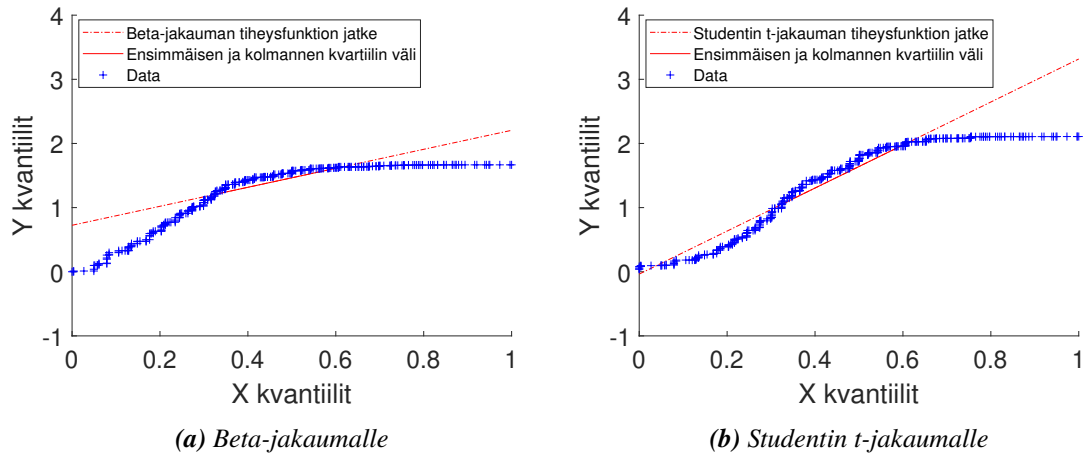 4
3
2
1
0
-1
Y kvantiilit
Beta-jakauman tiheysfunktion jatke
Ensimmäisen ja kolmannen kvartiilin väli
Data
0 0.2 0.4 0.6 0.8 1
X kvantiilit
(a) Beta-jakaumalle
4
3
2
1
0
-1
Y kvantiilit
Studentin t-jakauman tiheysfunktion jatke
Ensimmäisen ja kolmannen kvartiilin väli
Data
0 0.2 0.4 0.6 0.8 1
X kvantiilit
(b) Studentin t-jakaumalle